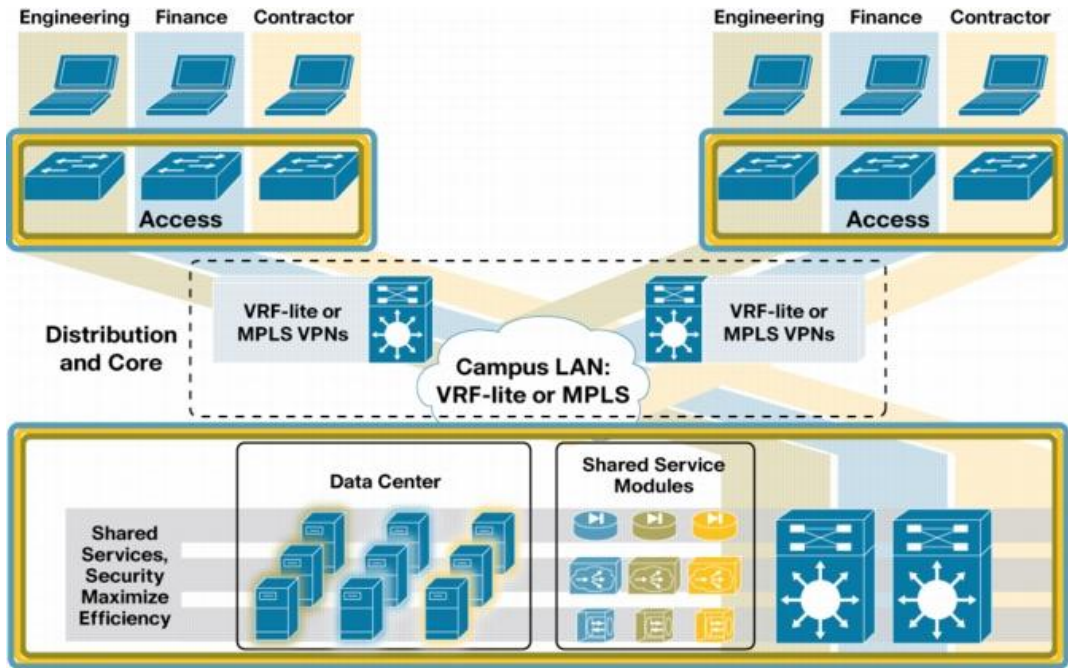 Engineering
Finance
Contractor
Engineering
Finance
Contractor
Access
Access
Distribution
and Core
VRF-lite or
MPLS VPNs
VRF-lite or
MPLS VPNs
Campus LAN:
VRF-lite or MPLS
Shared
Services,
Security
Maximize
Efficiency
Data Center
Shared Service
Modules